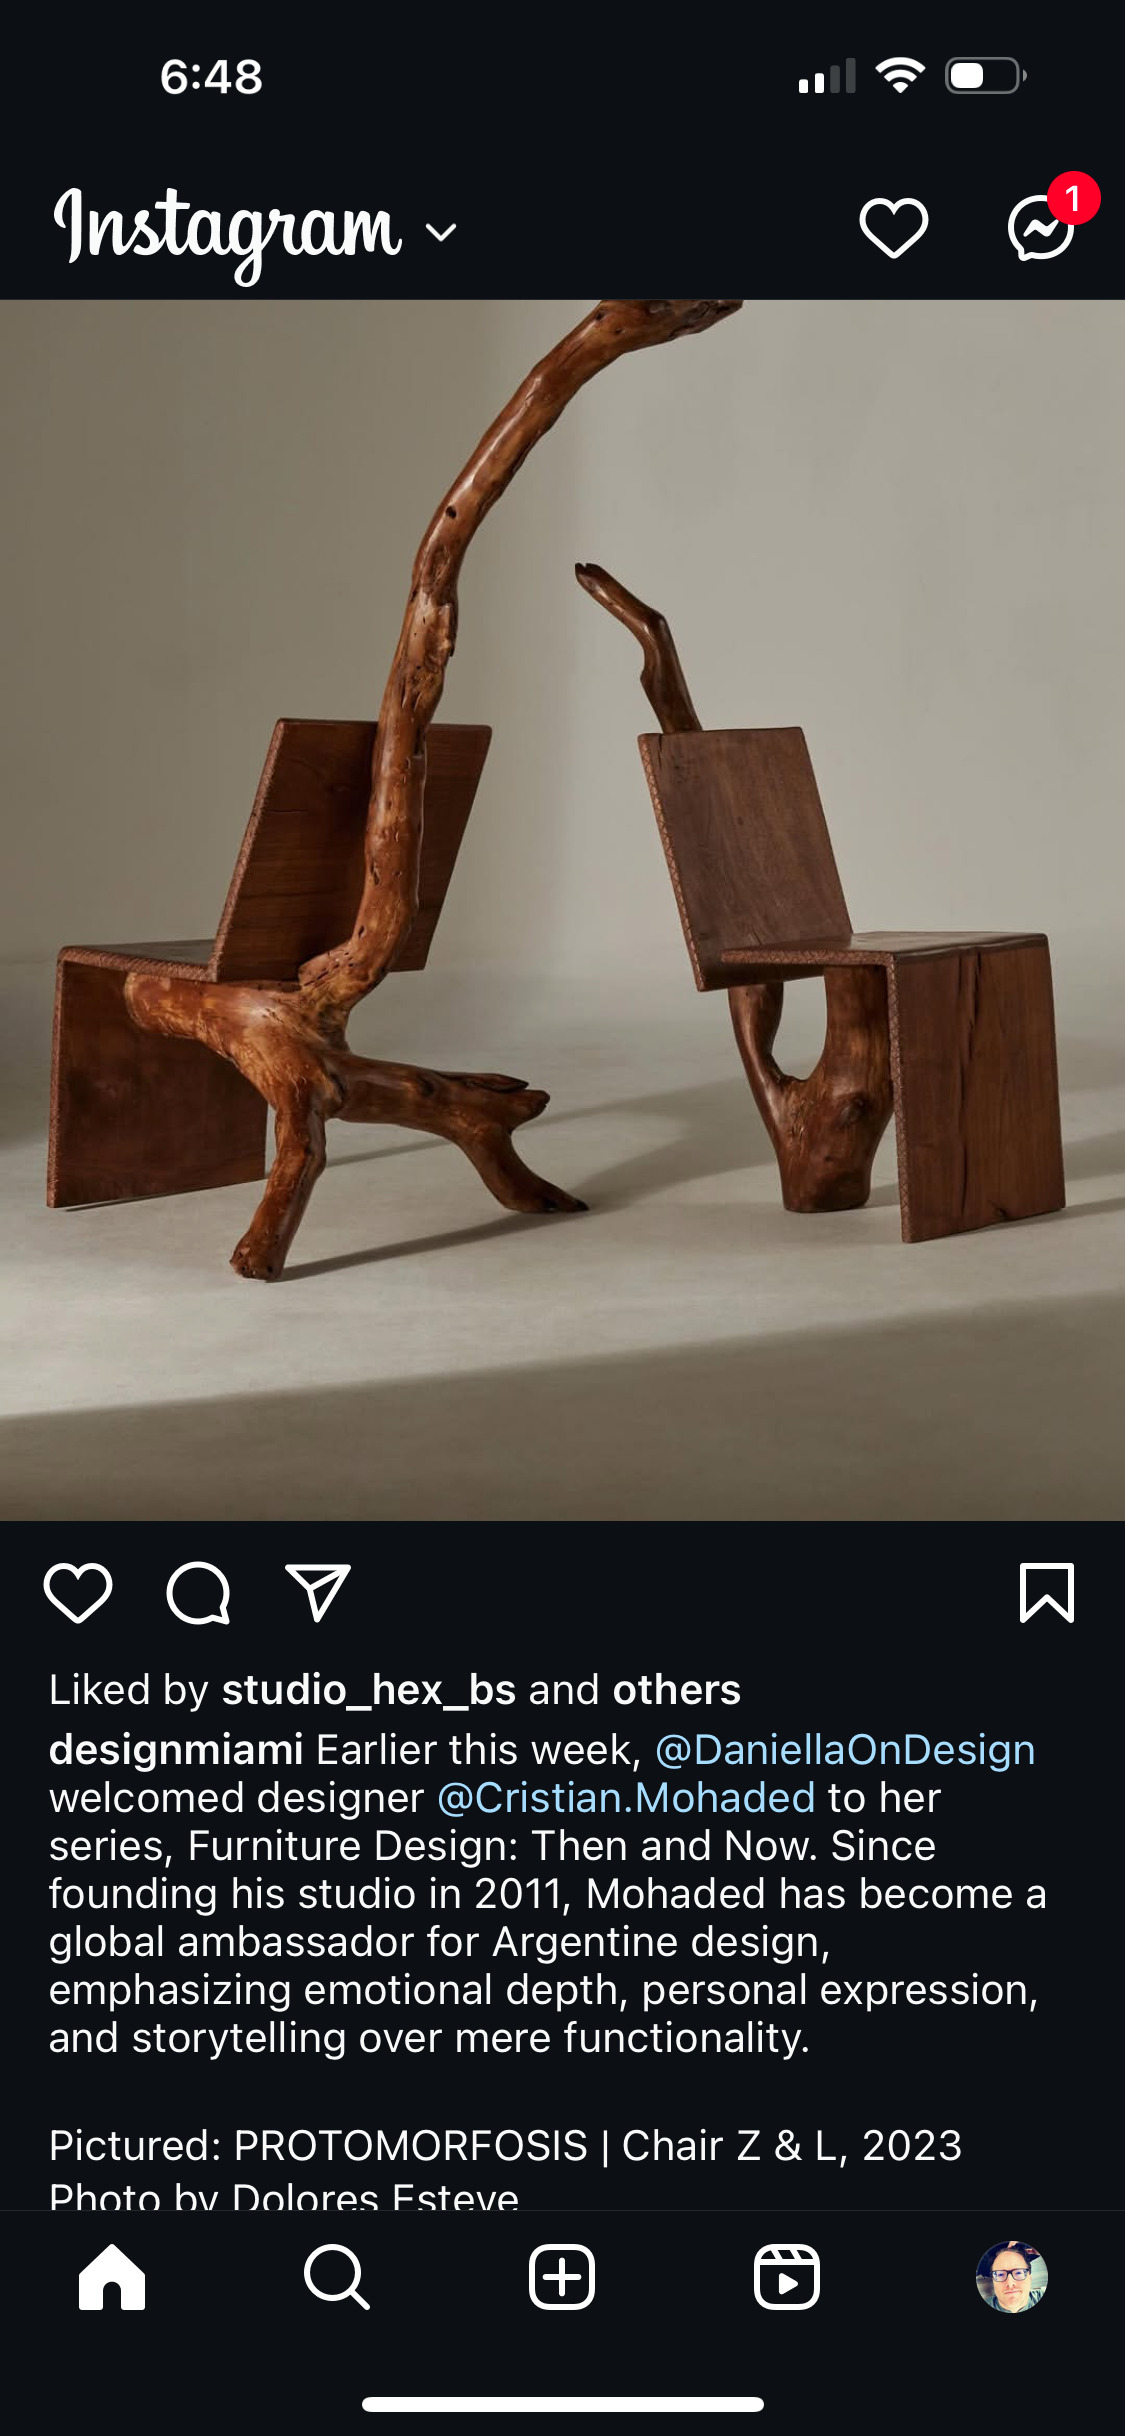 6:48
Instagram
1
Liked by studio_hex_bs and others
designmiami Earlier this week, @DaniellaOnDesign
welcomed designer @Cristian.Mohaded to her
series, Furniture Design: Then and Now. Since
founding his studio in 2011, Mohaded has become a
global ambassador for Argentine design,
emphasizing emotional depth, personal expression,
and storytelling over mere functionality.
Pictured: PROTOMORFOSIS | Chair Z & L, 2023
Photo by Dolores Esteve